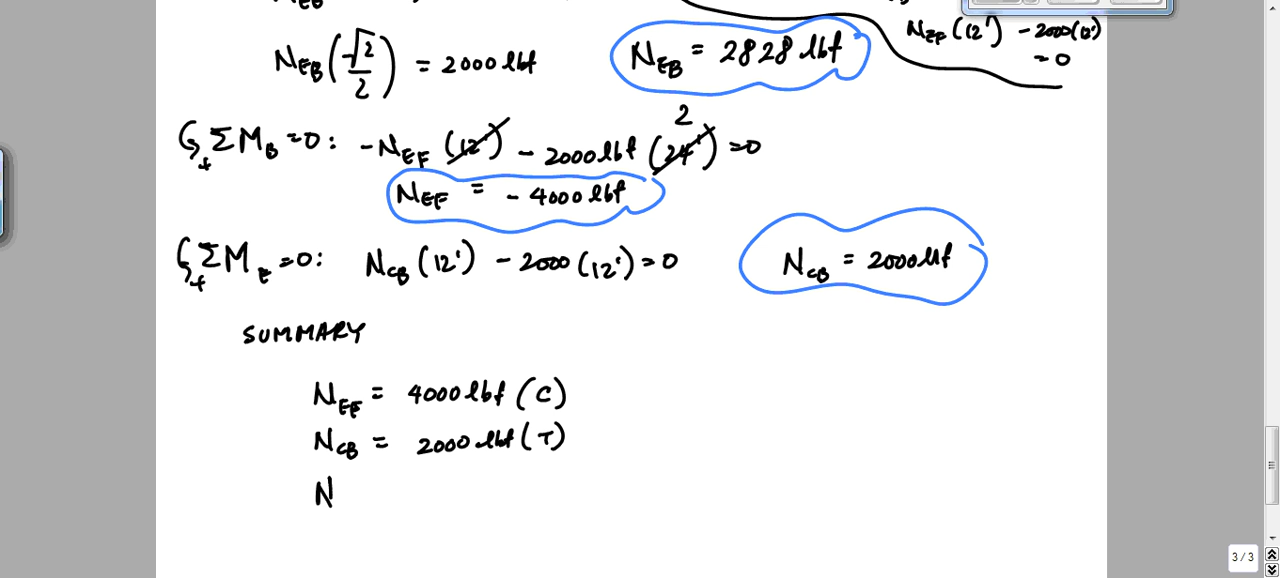 N_EB (√2/2) = 2000 lbf
N_EB = 2828 lbf
N_EF (12') - 2000(12')
= 0
↺+ ΣM_B = 0: -N_EF (12') - 2000 lbf (24') = 0
2
N_EF = - 4000 lbf
↺+ ΣM_E = 0: N_CB (12') - 2000 (12') = 0
N_CB = 2000 lbf
SUMMARY
N_EF = 4000 lbf (C)
N_CB = 2000 lbf (T)
N
3 / 3